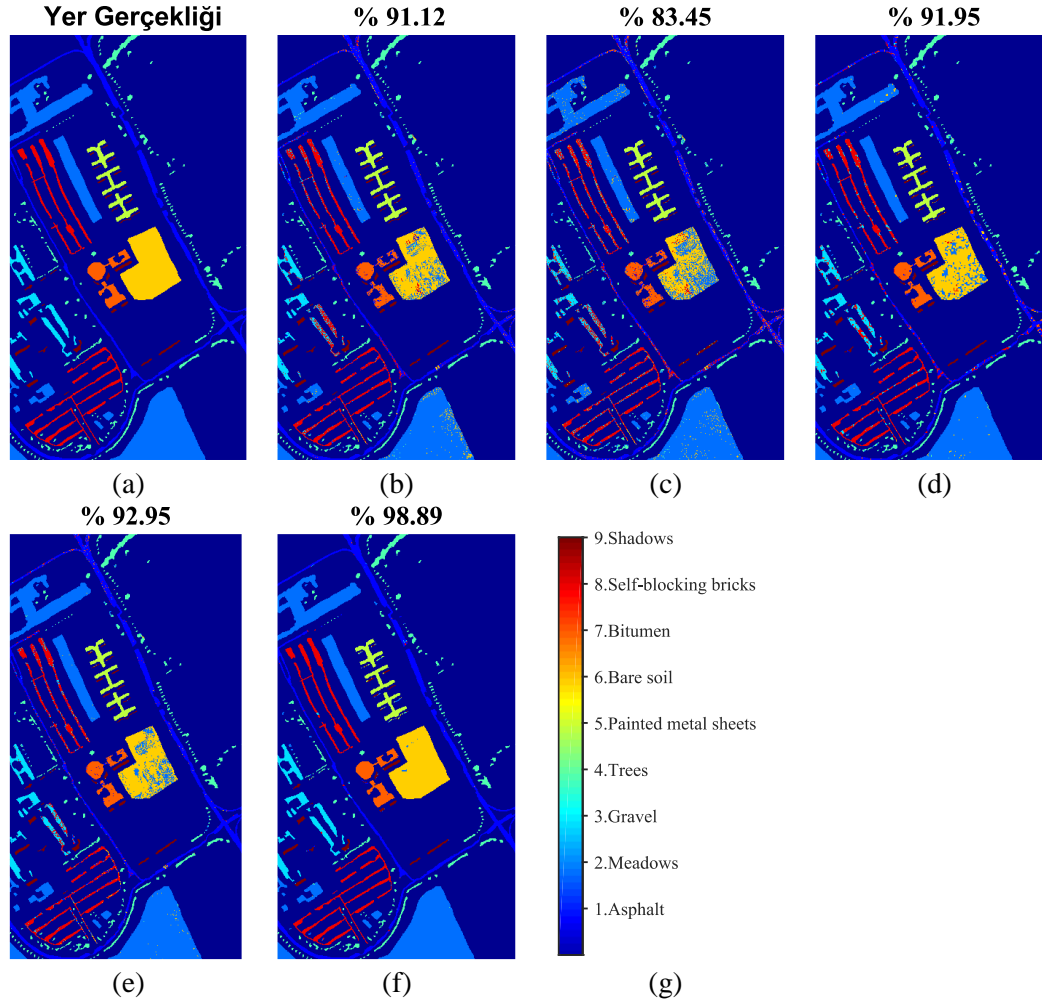 Yer Gerçekliği
% 91.12
% 83.45
% 91.95
(a)
(b)
(c)
(d)
% 92.95
% 98.89
9.Shadows
8.Self-blocking bricks
7.Bitumen
6.Bare soil
5.Painted metal sheets
4.Trees
3.Gravel
2.Meadows
1.Asphalt
(e)
(f)
(g)